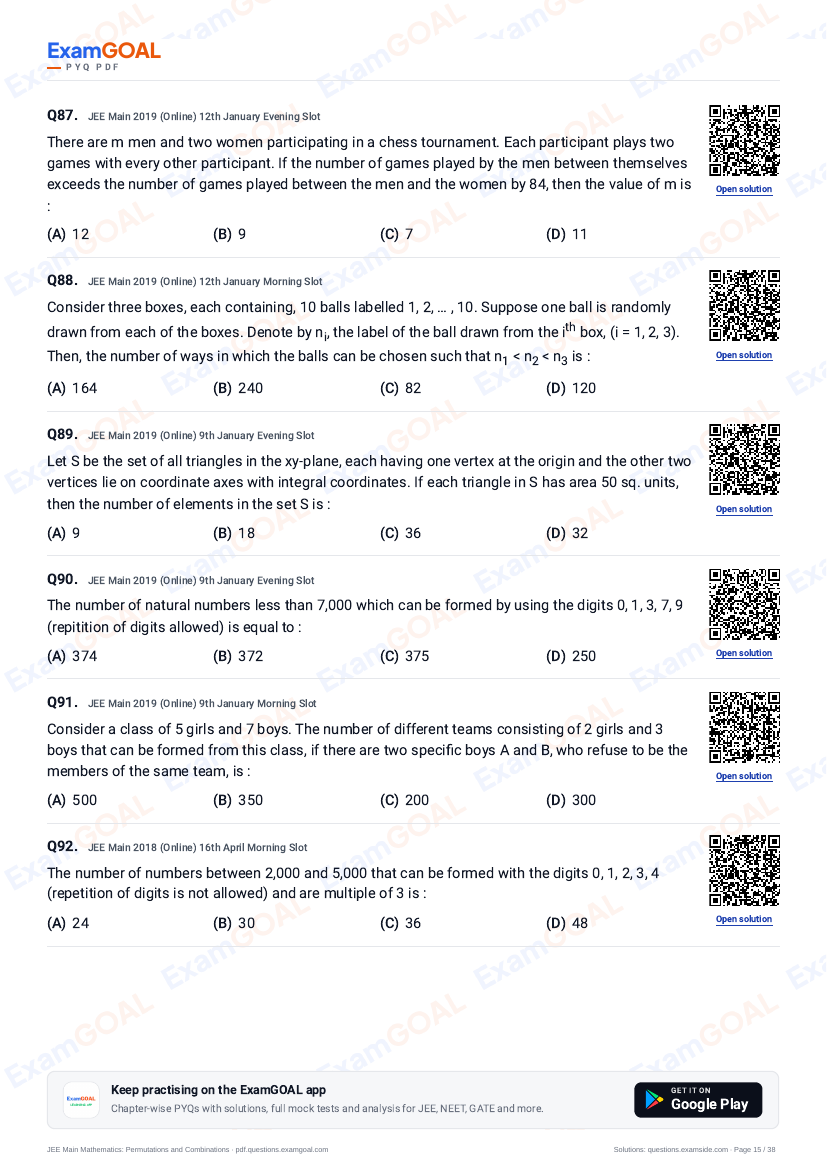 ExamGOAL
PYQ PDF
Q87. JEE Main 2019 (Online) 12th January Evening Slot
There are m men and two women participating in a chess tournament. Each participant plays two
games with every other participant. If the number of games played by the men between themselves
exceeds the number of games played between the men and the women by 84, then the value of m is
:
Open solution
(A) 12 (B) 9 (C) 7 (D) 11
Q88. JEE Main 2019 (Online) 12th January Morning Slot
Consider three boxes, each containing, 10 balls labelled 1, 2, … , 10. Suppose one ball is randomly
drawn from each of the boxes. Denote by nᵢ, the label of the ball drawn from the iᵗʰ box, (i = 1, 2, 3).
Then, the number of ways in which the balls can be chosen such that n₁ < n₂ < n₃ is :
Open solution
(A) 164 (B) 240 (C) 82 (D) 120
Q89. JEE Main 2019 (Online) 9th January Evening Slot
Let S be the set of all triangles in the xy-plane, each having one vertex at the origin and the other two
vertices lie on coordinate axes with integral coordinates. If each triangle in S has area 50 sq. units,
then the number of elements in the set S is :
Open solution
(A) 9 (B) 18 (C) 36 (D) 32
Q90. JEE Main 2019 (Online) 9th January Evening Slot
The number of natural numbers less than 7,000 which can be formed by using the digits 0, 1, 3, 7, 9
(repitition of digits allowed) is equal to :
Open solution
(A) 374 (B) 372 (C) 375 (D) 250
Q91. JEE Main 2019 (Online) 9th January Morning Slot
Consider a class of 5 girls and 7 boys. The number of different teams consisting of 2 girls and 3
boys that can be formed from this class, if there are two specific boys A and B, who refuse to be the
members of the same team, is :
Open solution
(A) 500 (B) 350 (C) 200 (D) 300
Q92. JEE Main 2018 (Online) 16th April Morning Slot
The number of numbers between 2,000 and 5,000 that can be formed with the digits 0, 1, 2, 3, 4
(repetition of digits is not allowed) and are multiple of 3 is :
Open solution
(A) 24 (B) 30 (C) 36 (D) 48
ExamGOAL
Keep practising on the ExamGOAL app
Chapter-wise PYQs with solutions, full mock tests and analysis for JEE, NEET, GATE and more.
GET IT ON
Google Play
JEE Main Mathematics: Permutations and Combinations · pdf.questions.examgoal.com
Solutions: questions.examside.com · Page 15 / 38